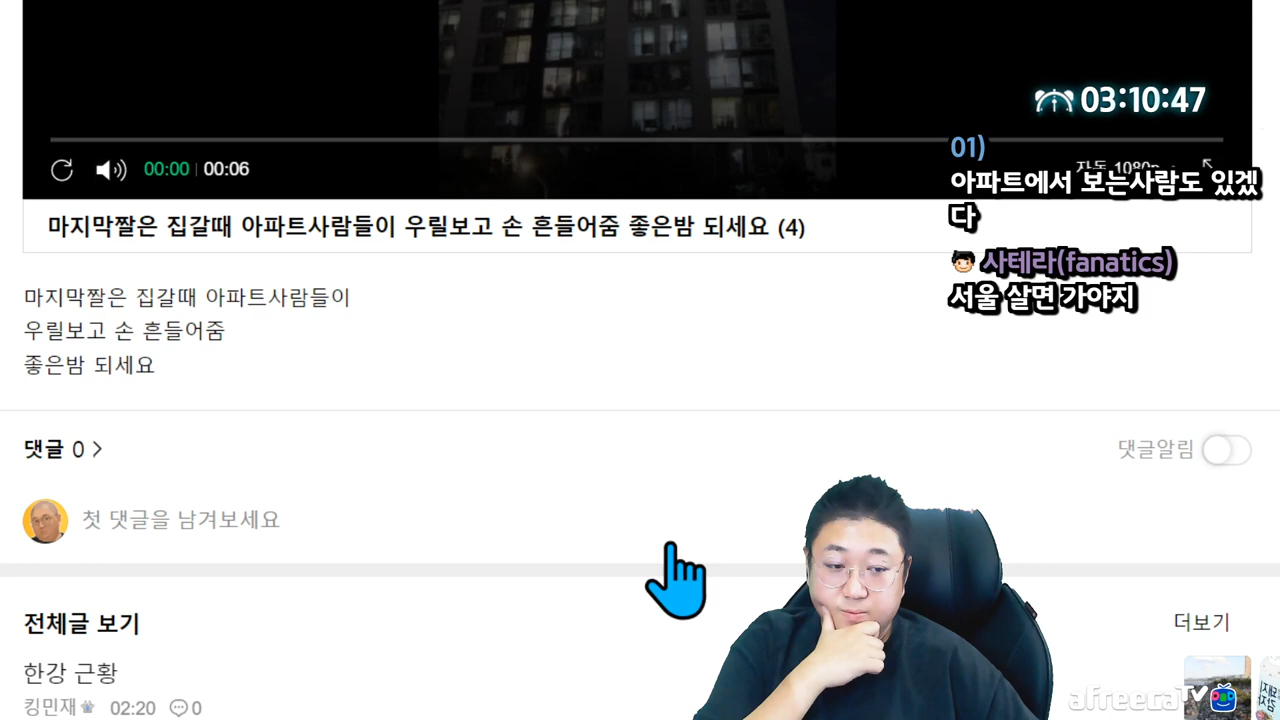 03:10:47
01)
00:00 00:06
자동 1080p
아파트에서 보는사람도 있겠
다
마지막짤은 집갈때 아파트사람들이 우릴보고 손 흔들어줌 좋은밤 되세요 (4)
사테라(fanatics)
서울 살면 가야지
마지막짤은 집갈때 아파트사람들이
우릴보고 손 흔들어줌
좋은밤 되세요
댓글 0
댓글알림
첫 댓글을 남겨보세요
전체글 보기
더보기
한강 근황
킹민재 02:20 0
afreecaTV